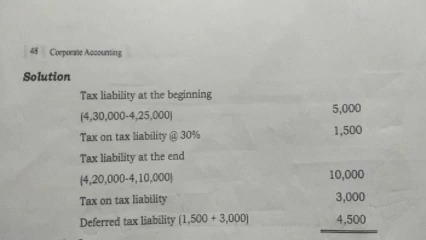 48 Corporate Accounting
Solution
Tax liability at the beginning
(4,30,000-4,25,000) 5,000
Tax on tax liability @ 30% 1,500
Tax liability at the end
(4,20,000-4,10,000) 10,000
Tax on tax liability 3,000
Deferred tax liability (1,500 + 3,000) 4,500